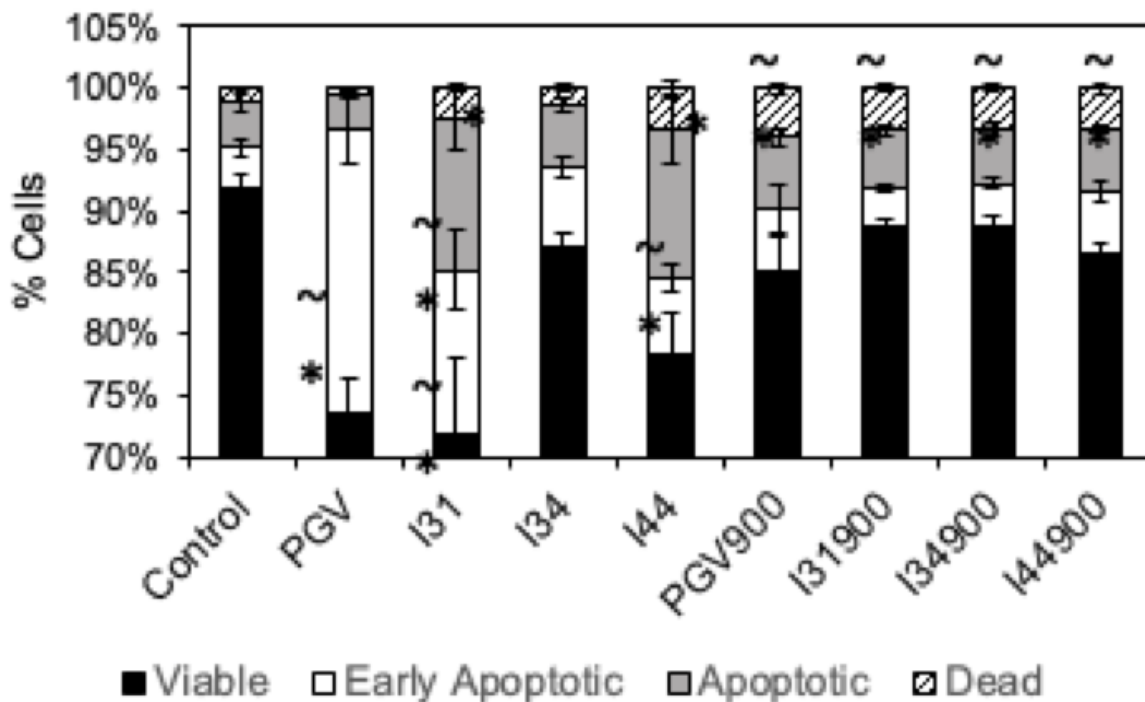 105%
100%
95%
90%
85%
80%
75%
70%
% Cells
~ ~ ~ ~
* * * * * *
~ ~ ~
~ *
* ~
* *
Control PGV I31 I34 I44 PGV900 I31900 I34900 I44900
Viable Early Apoptotic Apoptotic Dead